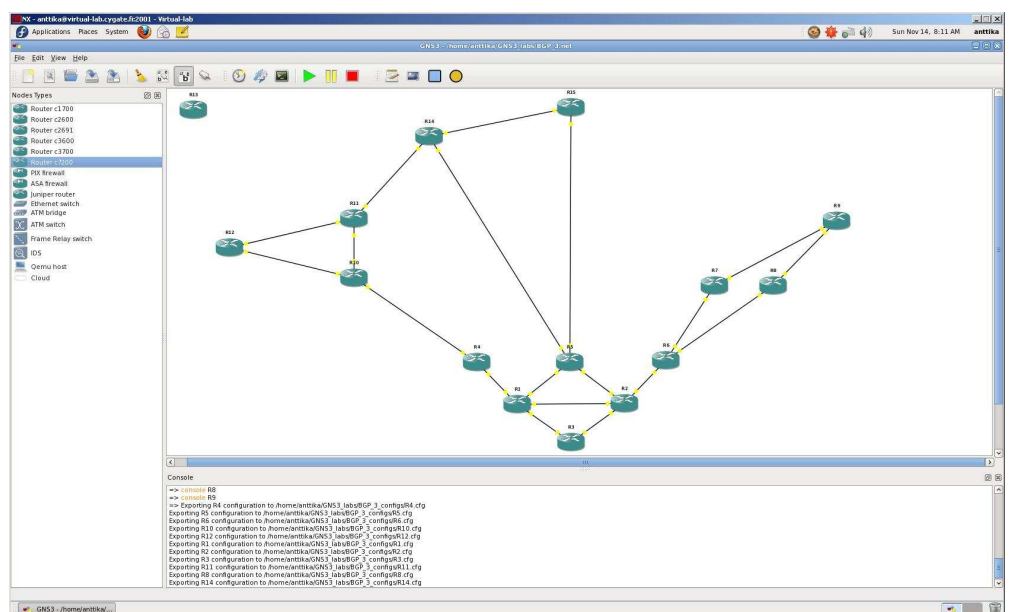 NX - anttika@virtual-lab.cygate.fi:2001 - Virtual-lab
Applications Places System
Sun Nov 14, 8:11 AM anttika
GNS3 - /home/anttika/GNS3_labs/BGP_3.net
File Edit View Help
Nodes Types
Router c1700
Router c2600
Router c2691
Router c3600
Router c3700
Router c7200
PIX firewall
ASA firewall
Juniper router
Ethernet switch
ATM bridge
ATM switch
Frame Relay switch
IDS
Qemu host
Cloud
R13
R15
R14
R11
R9
R12
R10
R7
R8
R4
R5
R6
R1
R2
R3
Console
=> console R8
=> console R9
=> Exporting R4 configuration to /home/anttika/GNS3_labs/BGP_3_configs/R4.cfg
Exporting R5 configuration to /home/anttika/GNS3_labs/BGP_3_configs/R5.cfg
Exporting R6 configuration to /home/anttika/GNS3_labs/BGP_3_configs/R6.cfg
Exporting R10 configuration to /home/anttika/GNS3_labs/BGP_3_configs/R10.cfg
Exporting R12 configuration to /home/anttika/GNS3_labs/BGP_3_configs/R12.cfg
Exporting R1 configuration to /home/anttika/GNS3_labs/BGP_3_configs/R1.cfg
Exporting R2 configuration to /home/anttika/GNS3_labs/BGP_3_configs/R2.cfg
Exporting R3 configuration to /home/anttika/GNS3_labs/BGP_3_configs/R3.cfg
Exporting R11 configuration to /home/anttika/GNS3_labs/BGP_3_configs/R11.cfg
Exporting R8 configuration to /home/anttika/GNS3_labs/BGP_3_configs/R8.cfg
Exporting R14 configuration to /home/anttika/GNS3_labs/BGP_3_configs/R14.cfg
GNS3 - /home/anttika/...